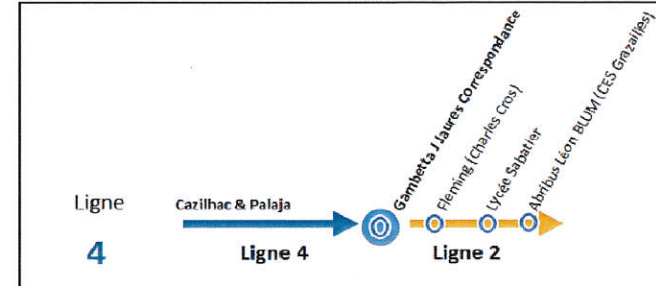 Gambetta J Jaures Correspondance
Fleming (Charles Cros)
Lycée Sabatier
Abribus Léon BLUM (CES Grazailles)
Ligne
4
Cazilhac & Palaja
Ligne 4
Ligne 2